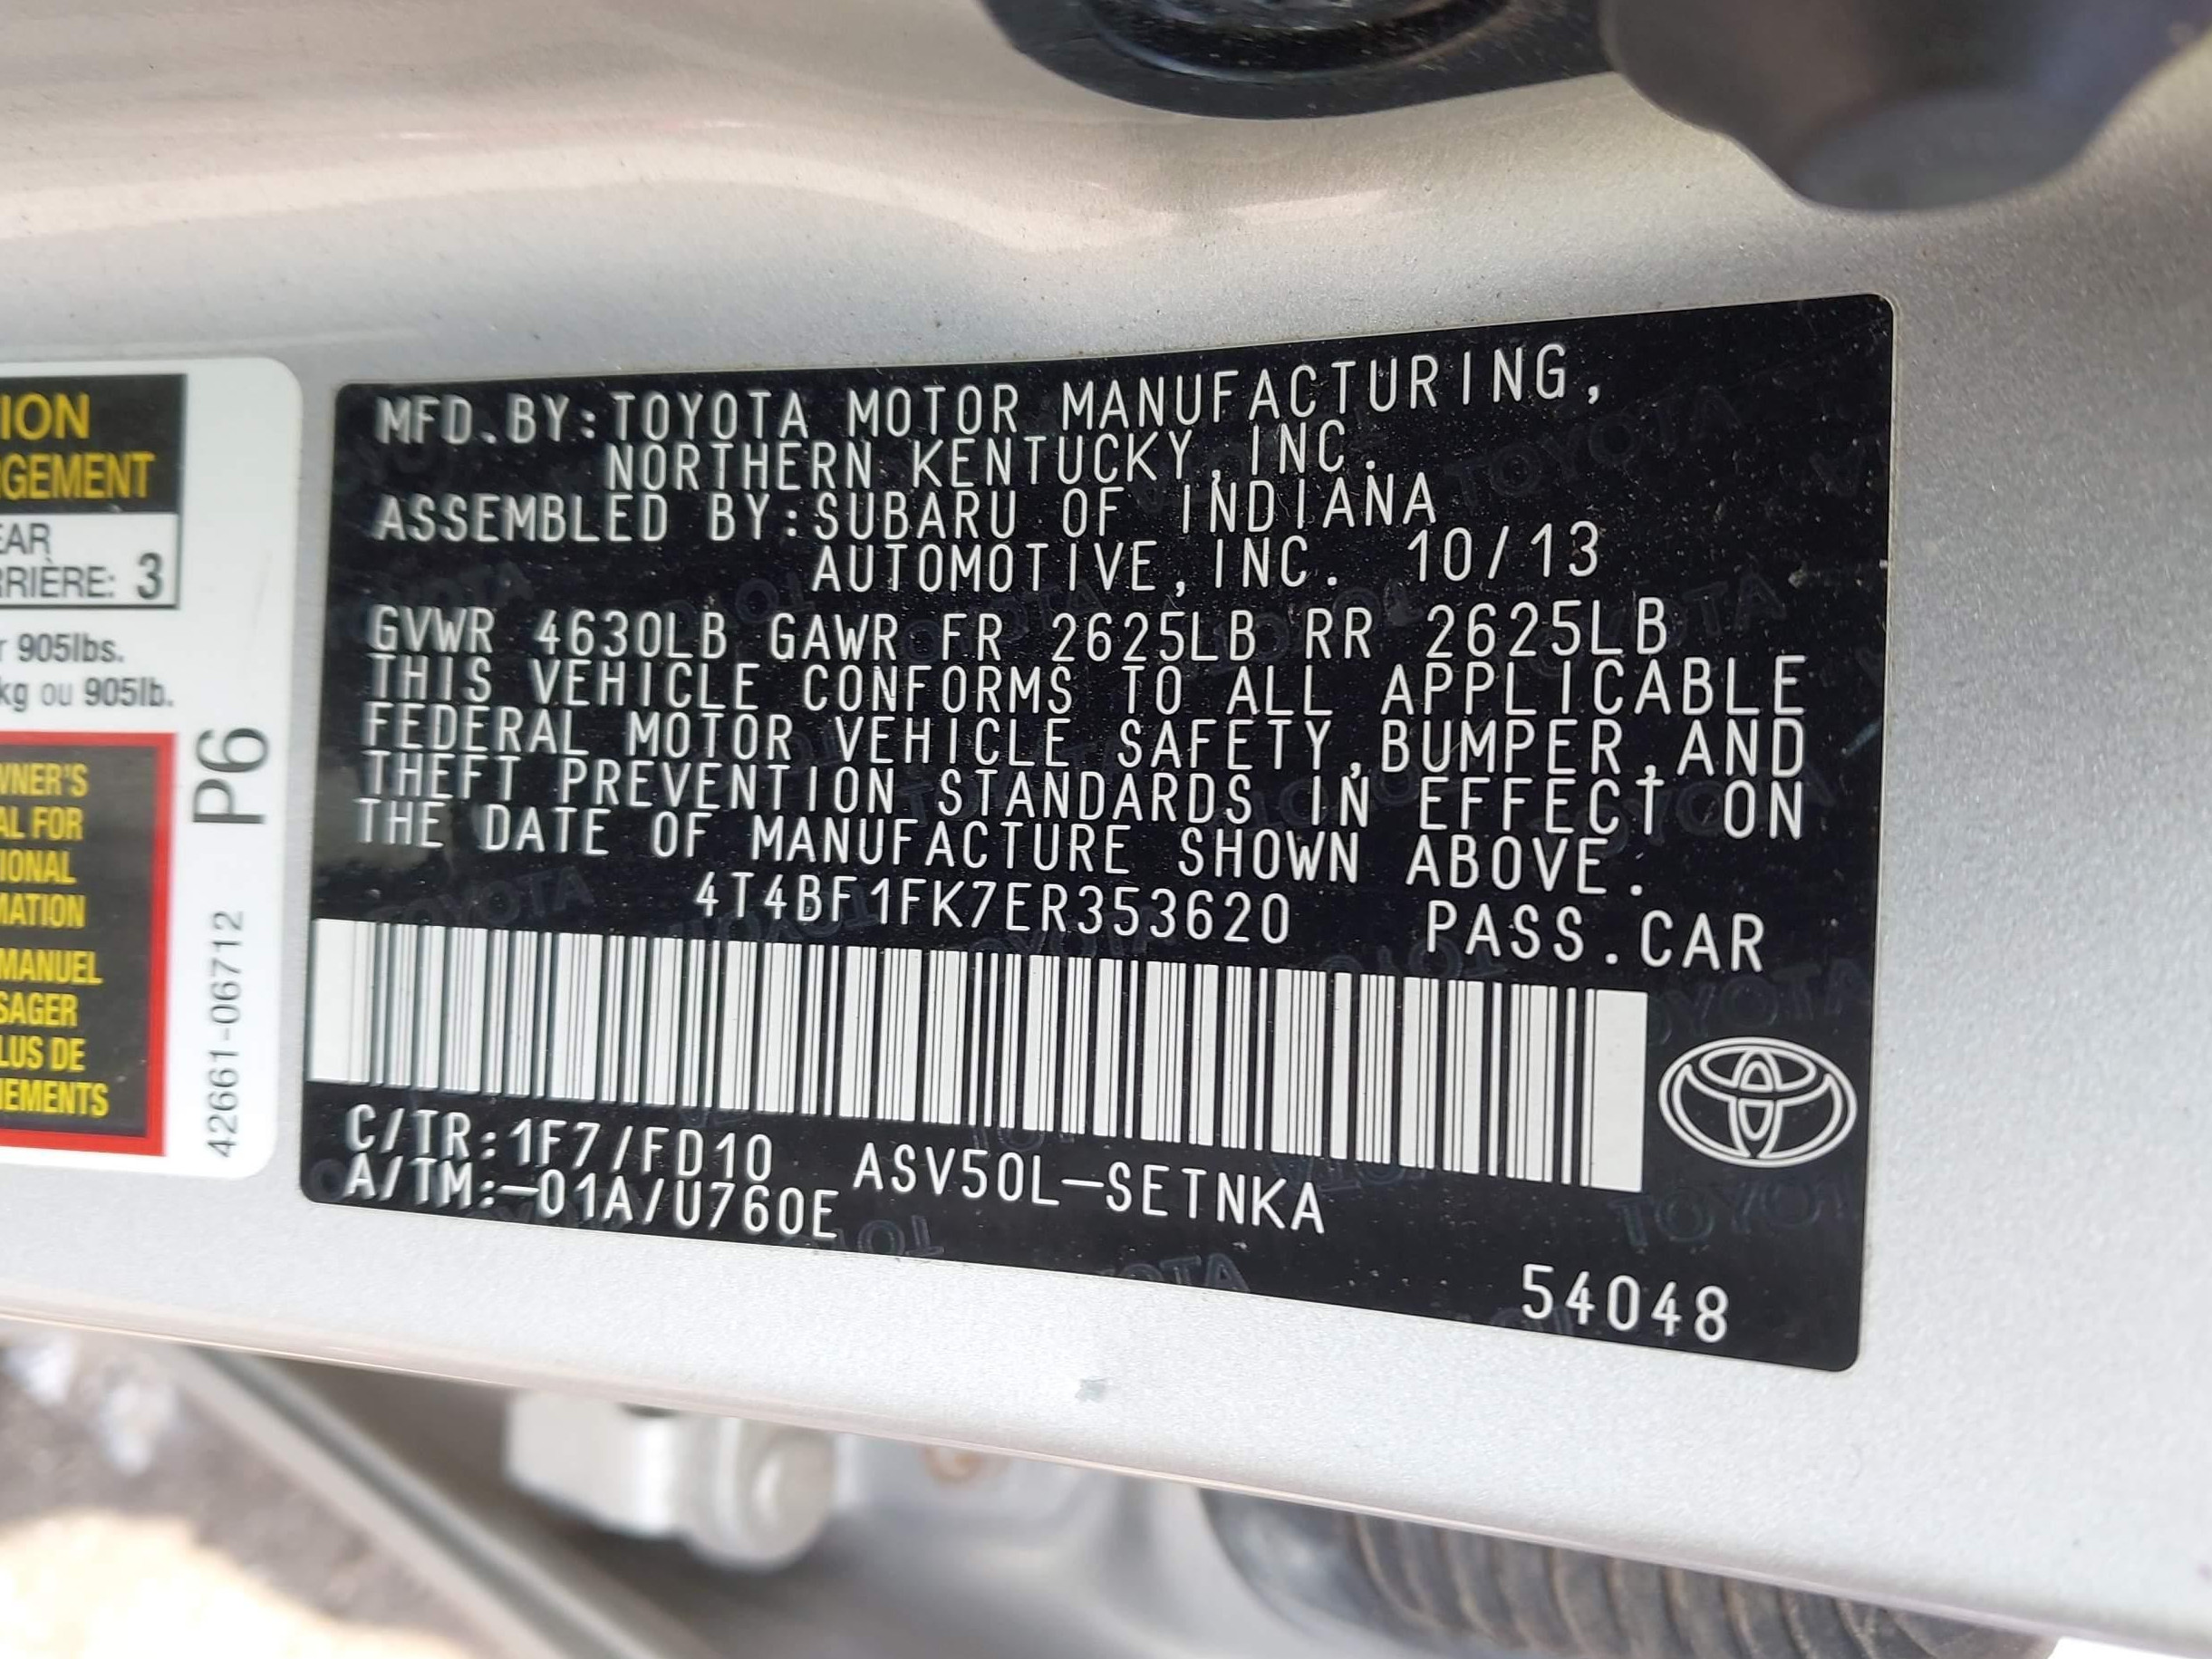 TION
RGEMENT
EAR
RRIÈRE: 3
r 905lbs.
kg ou 905lb.
WNER'S
AL FOR
IONAL
MATION
MANUEL
SAGER
LUS DE
NEMENTS
P6
42661-06712
MFD.BY:TOYOTA MOTOR MANUFACTURING,
NORTHERN KENTUCKY,INC.
ASSEMBLED BY:SUBARU OF INDIANA
AUTOMOTIVE,INC. 10/13
GVWR 4630LB GAWR FR 2625LB RR 2625LB
THIS VEHICLE CONFORMS TO ALL APPLICABLE
FEDERAL MOTOR VEHICLE SAFETY,BUMPER,AND
THEFT PREVENTION STANDARDS IN EFFECT ON
THE DATE OF MANUFACTURE SHOWN ABOVE.
4T4BF1FK7ER353620 PASS.CAR
C/TR:1F7/FD10 ASV50L-SETNKA
A/TM:-01A/U760E
54048